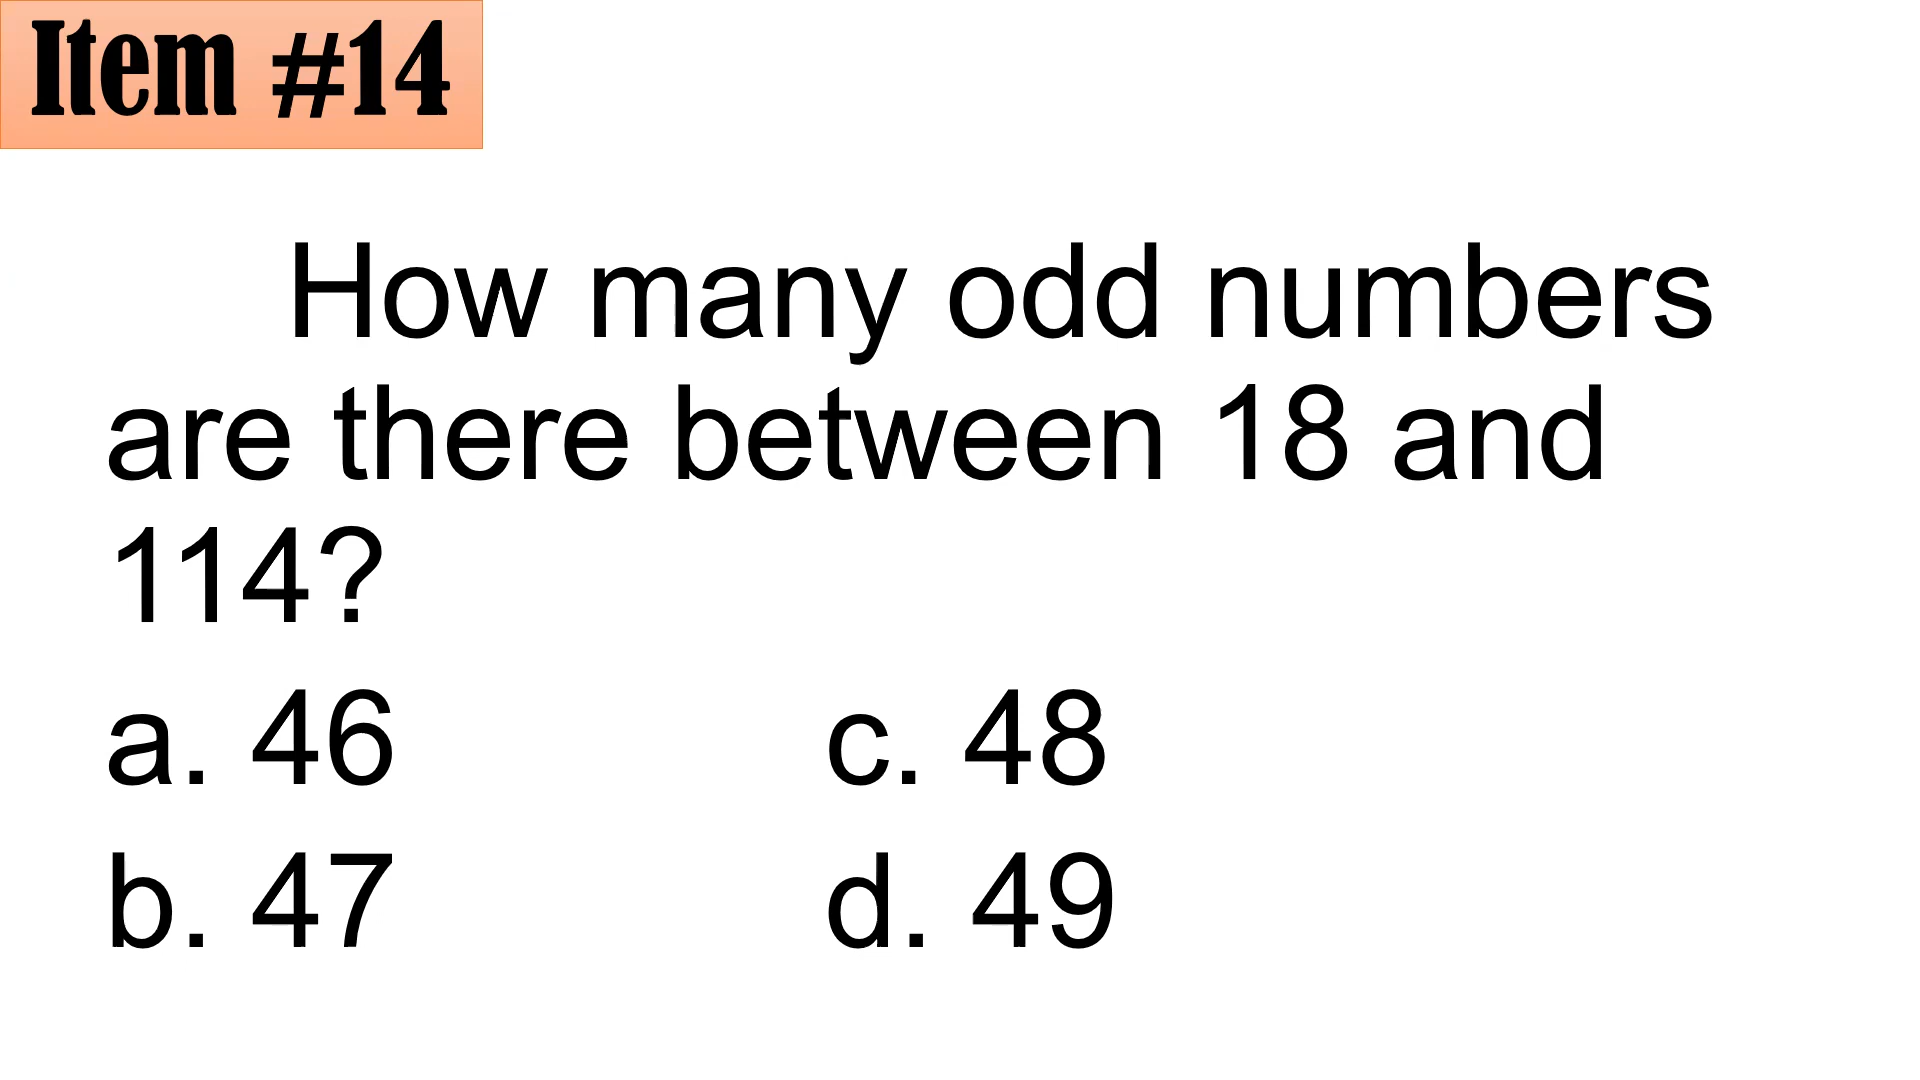 Item #14
How many odd numbers
are there between 18 and
114?
a. 46 c. 48
b. 47 d. 49